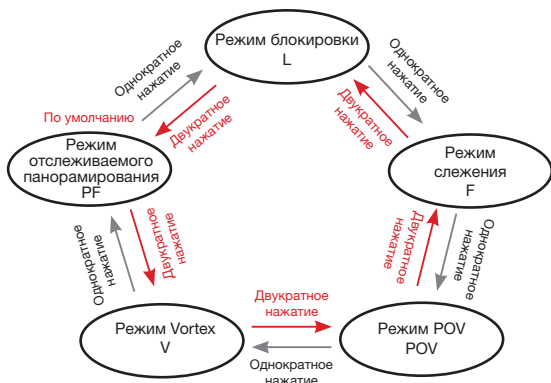 Режим блокировки
L
Однократное
нажатие
Двукратное
нажатие
Однократное
нажатие
Двукратное
нажатие
По умолчанию
Режим
отслеживаемого
панорамирования
PF
Режим
слежения
F
Однократное
нажатие
Двукратное
нажатие
Двукратное
нажатие
Однократное
нажатие
Режим Vortex
V
Двукратное
нажатие
Однократное
нажатие
Режим POV
POV